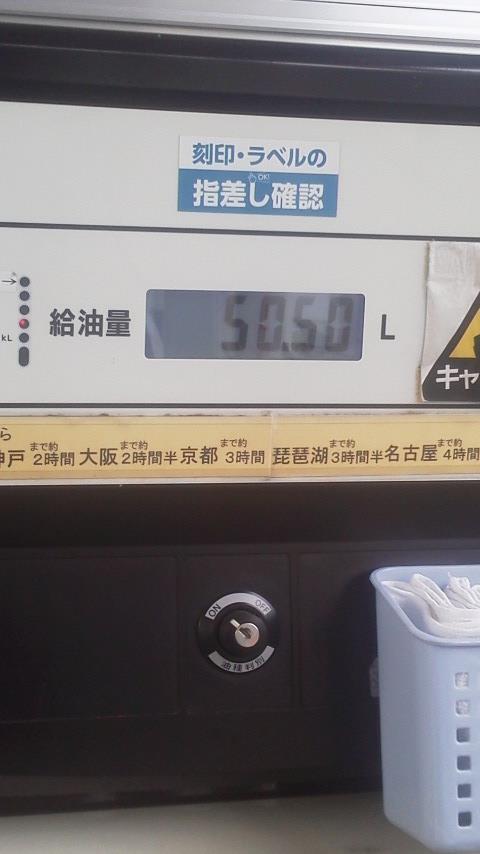 刻印・ラベルの
OK!
指差し確認
kL
給油量 50.50 L
キャ
ら
神戸 まで約2時間 大阪 まで約2時間半 京都 まで約3時間 琵琶湖 まで約3時間半 名古屋 まで約4時間
ON OFF
油種判別